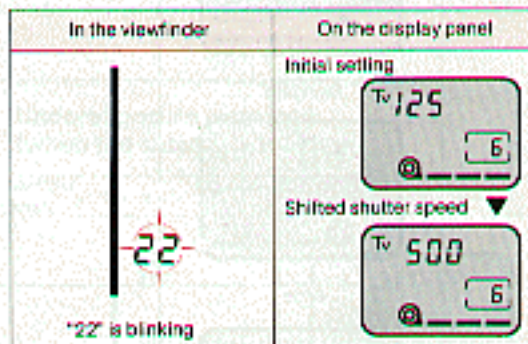 In the viewfinder
22
"22" is blinking
On the display panel
Initial setting
Tv 125
6
Shifted shutter speed
Tv 500
6